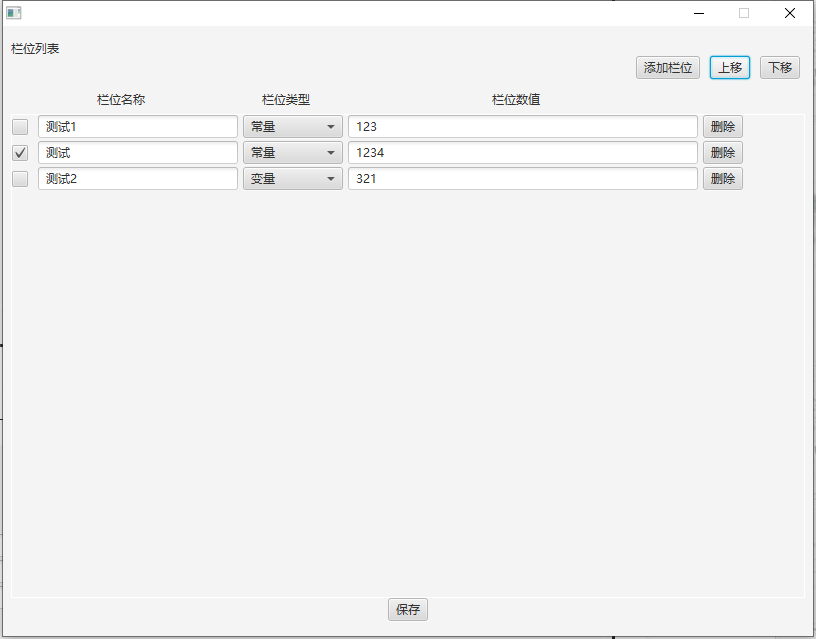 栏位列表
添加栏位 上移 下移
栏位名称 栏位类型 栏位数值
测试1 常量 123 删除
测试 常量 1234 删除
测试2 变量 321 删除
保存